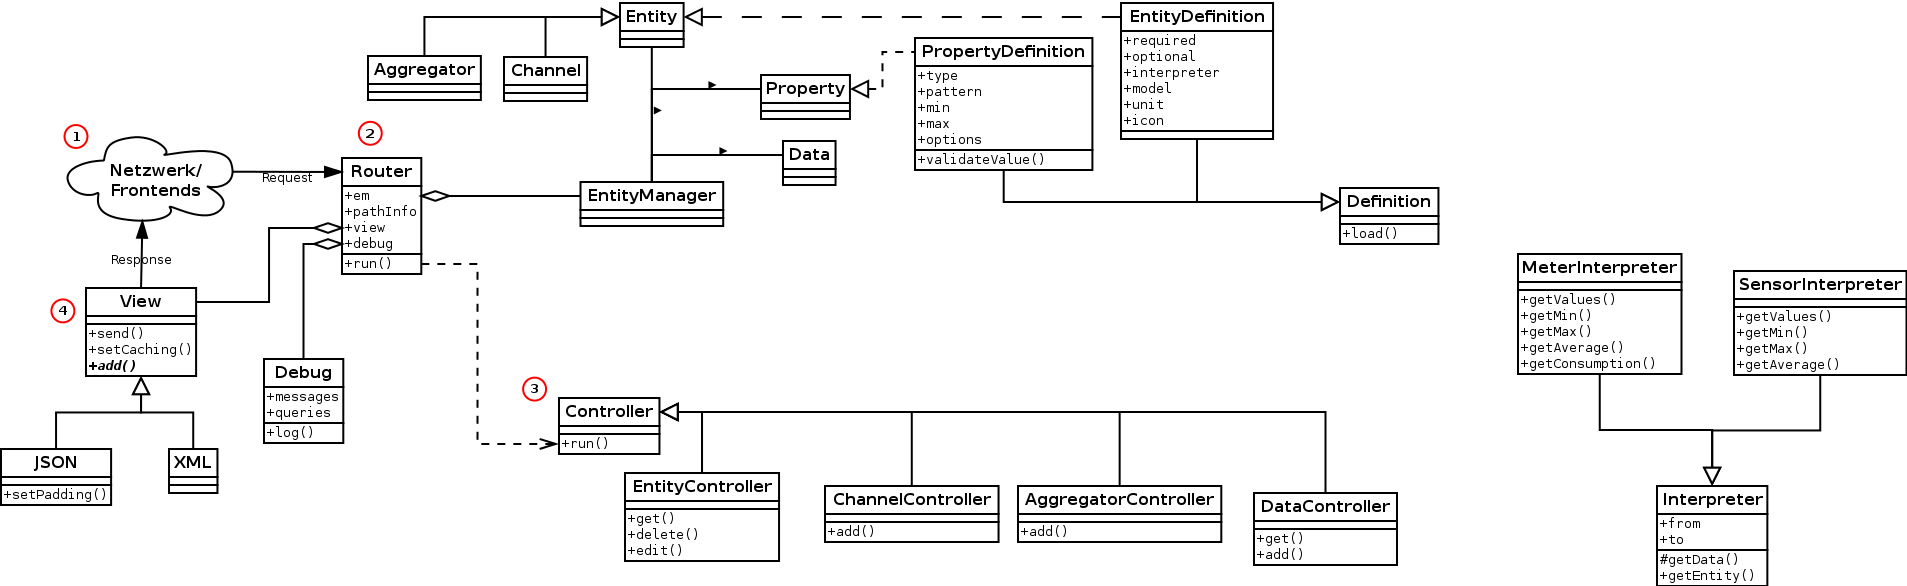 Entity
EntityDefinition
+required
+optional
+interpreter
+model
+unit
+icon
PropertyDefinition
+type
+pattern
+min
+max
+options
+validateValue()
Aggregator
Channel
Property
Data
1
Netzwerk/
Frontends
Request
Response
2
Router
+em
+pathInfo
+view
+debug
+run()
EntityManager
Definition
+load()
4
View
+send()
+setCaching()
+add()
Debug
+messages
+queries
+log()
JSON
+setPadding()
XML
3
Controller
+run()
EntityController
+get()
+delete()
+edit()
ChannelController
+add()
AggregatorController
+add()
DataController
+get()
+add()
MeterInterpreter
+getValues()
+getMin()
+getMax()
+getAverage()
+getConsumption()
SensorInterpreter
+getValues()
+getMin()
+getMax()
+getAverage()
Interpreter
+from
+to
#getData()
+getEntity()